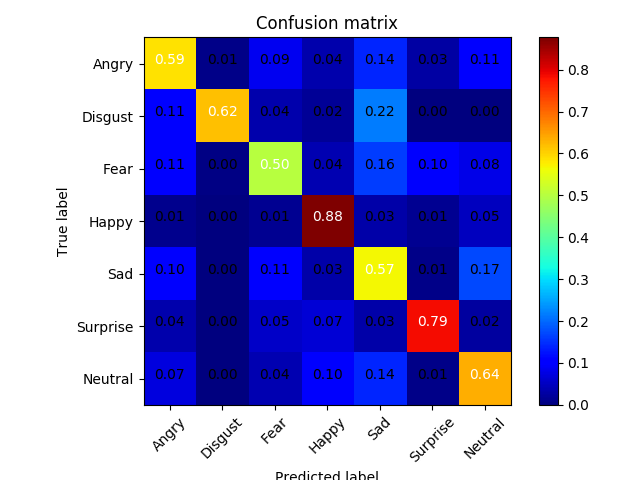 Confusion matrix
Angry 0.59 0.01 0.09 0.04 0.14 0.03 0.11
Disgust 0.11 0.62 0.04 0.02 0.22 0.00 0.00
Fear 0.11 0.00 0.50 0.04 0.16 0.10 0.08
Happy 0.01 0.00 0.01 0.88 0.03 0.01 0.05
Sad 0.10 0.00 0.11 0.03 0.57 0.01 0.17
Surprise 0.04 0.00 0.05 0.07 0.03 0.79 0.02
Neutral 0.07 0.00 0.04 0.10 0.14 0.01 0.64
True label
Angry Disgust Fear Happy Sad Surprise Neutral
Predicted label
0.8
0.7
0.6
0.5
0.4
0.3
0.2
0.1
0.0